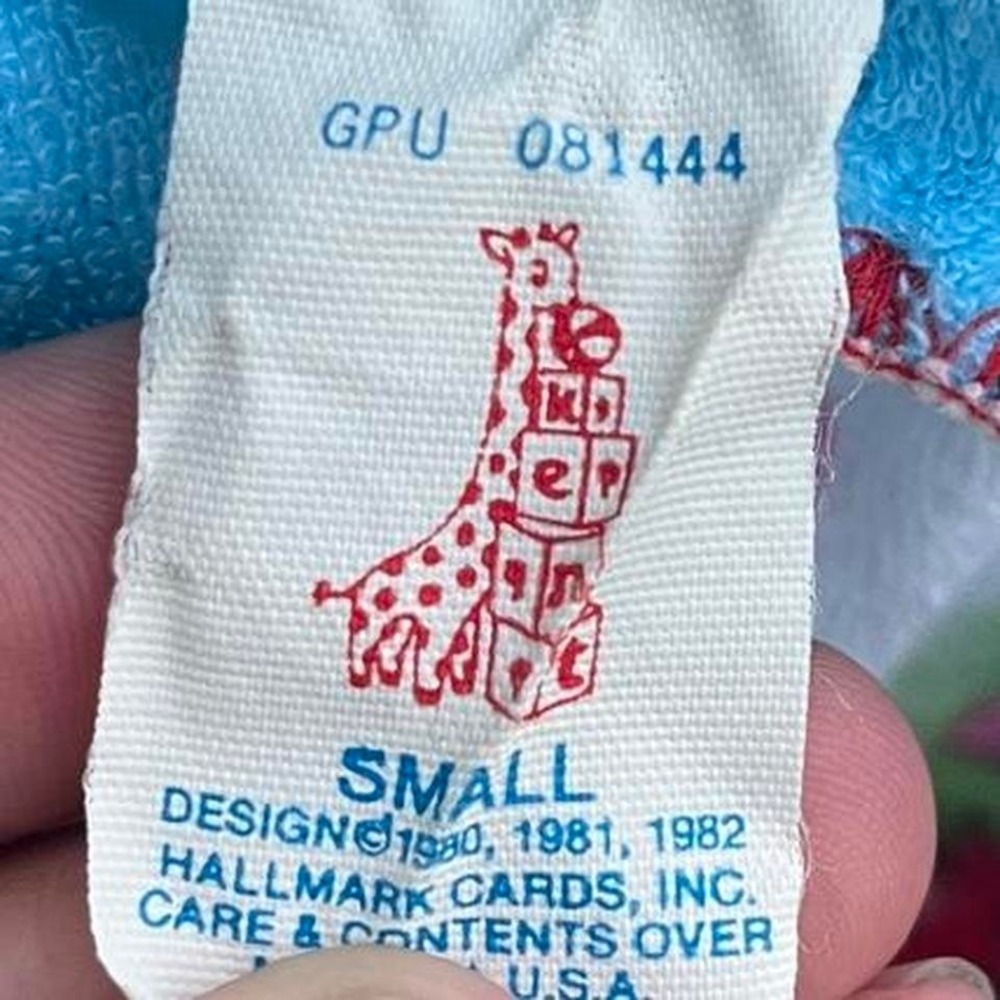 GPU 081444
k
e P
n
t
SMALL
DESIGN©1980, 1981, 1982
HALLMARK CARDS, INC.
CARE & CONTENTS OVER
U.S.A.